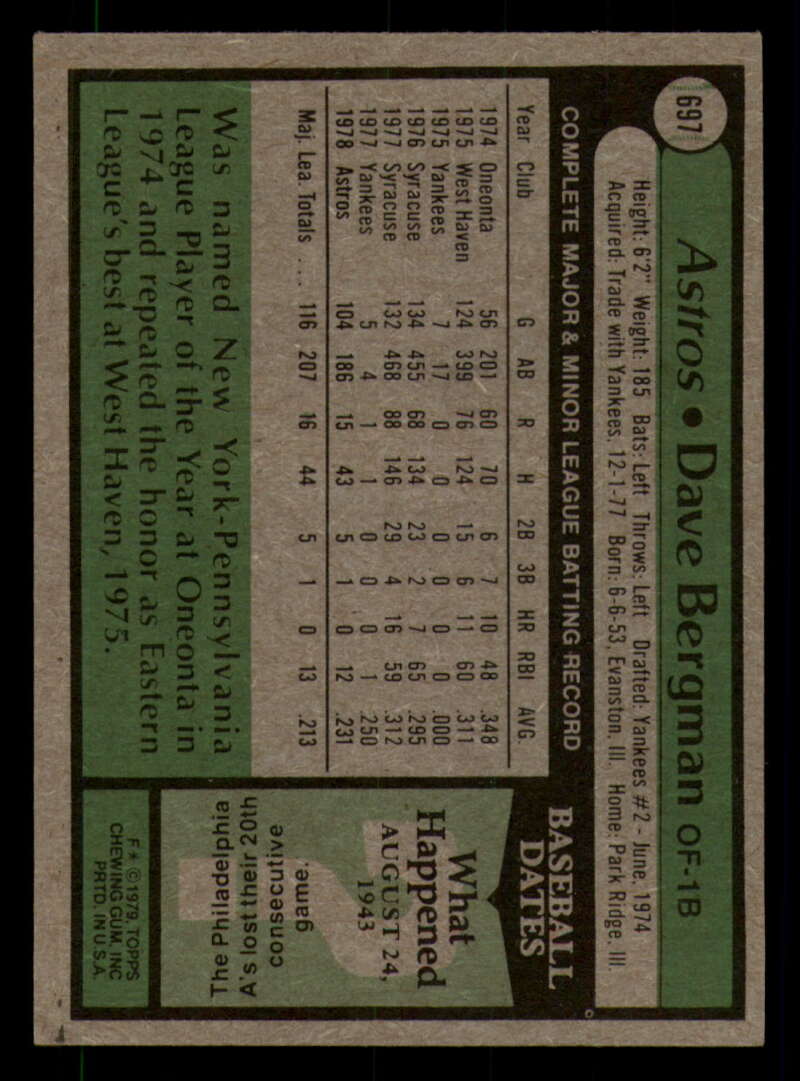 697
Astros • Dave Bergman OF-1B
Height: 6'2" Weight: 185 Bats: Left Throws: Left Drafted: Yankees #2 - June, 1974
Acquired: Trade with Yankees, 12-1-77 Born: 6-6-53, Evanston, Ill. Home: Park Ridge, Ill.
COMPLETE MAJOR & MINOR LEAGUE BATTING RECORD
Year Club G AB R H 2B 3B HR RBI AVG.
1974 Oneonta 56 201 60 70 6 7 10 48 .348
1975 West Haven 124 399 76 124 15 6 11 60 .311
1975 Yankees 7 17 0 0 0 0 0 0 .000
1976 Syracuse 134 455 68 134 23 2 7 65 .295
1977 Syracuse 132 468 88 146 29 4 16 59 .312
1977 Yankees 5 4 1 1 0 0 0 1 .250
1978 Astros 104 186 15 43 5 1 0 12 .231
Maj. Lea. Totals .... 116 207 16 44 5 1 0 13 .213
Was named New York-Pennsylvania
League Player of the Year at Oneonta in
1974 and repeated the honor as Eastern
League's best at West Haven, 1975.
BASEBALL
DATES
What
Happened
AUGUST 24,
1943
The Philadelphia
A's lost their 20th
consecutive
game.
F* © 1979, TOPPS
CHEWING GUM, INC
PRTD. IN U.S.A.